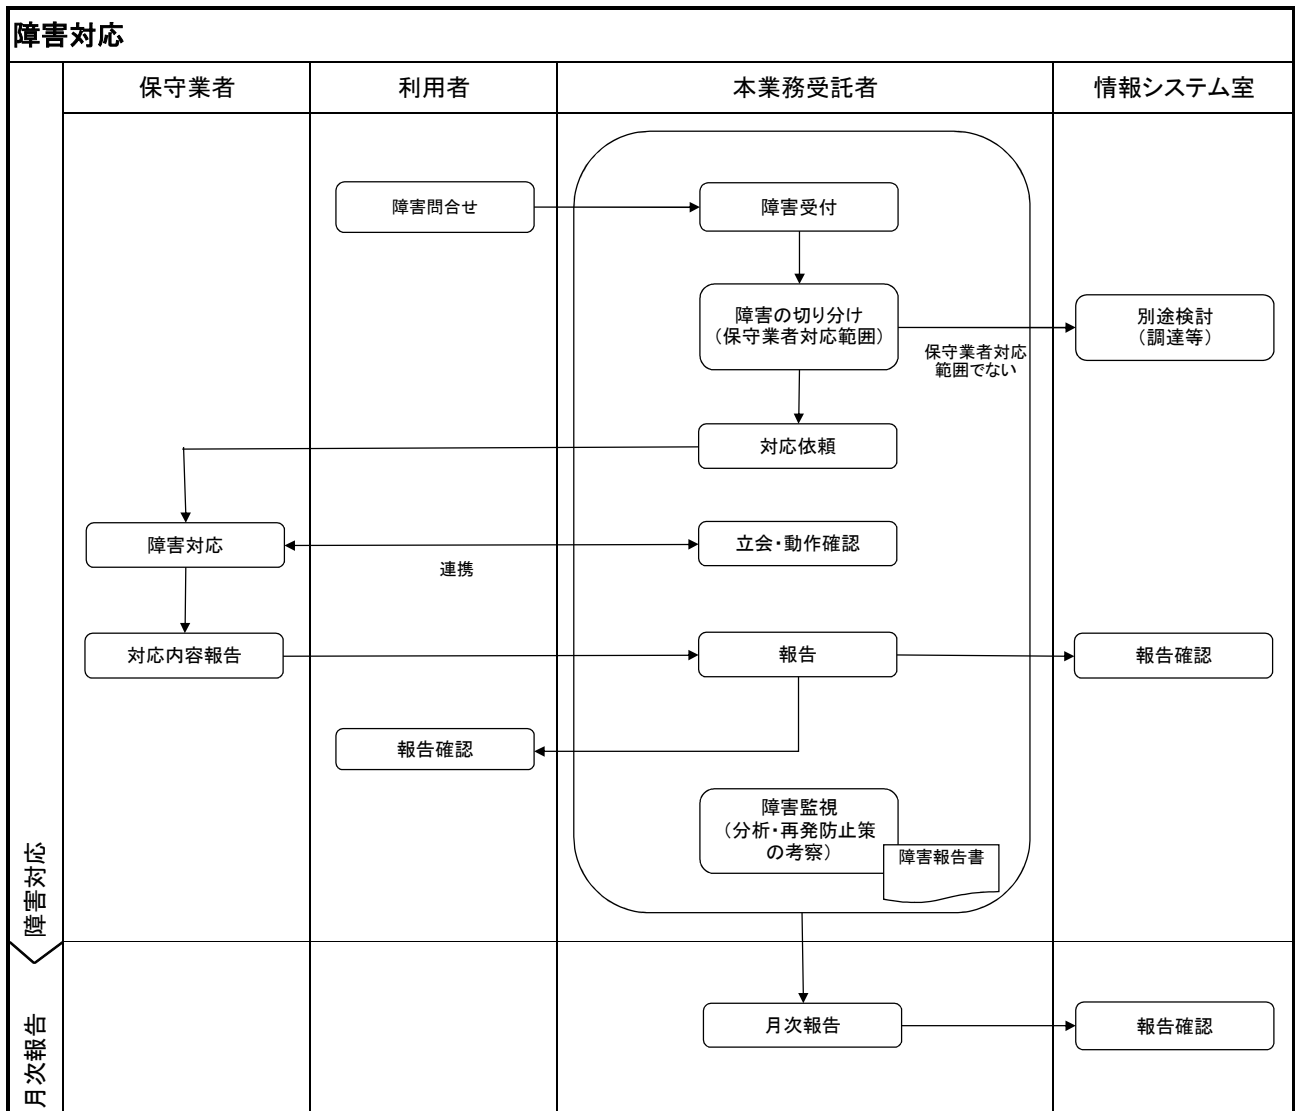 障害対応
保守業者
利用者
本業務受託者
情報システム室
障害問合せ
障害受付
障害の切り分け
（保守業者対応範囲）
別途検討
（調達等）
保守業者対応
範囲でない
対応依頼
障害対応
立会・動作確認
連携
対応内容報告
報告
報告確認
報告確認
障害監視
（分析・再発防止策
の考察）
障害報告書
障害対応
月次報告
報告確認
月次報告